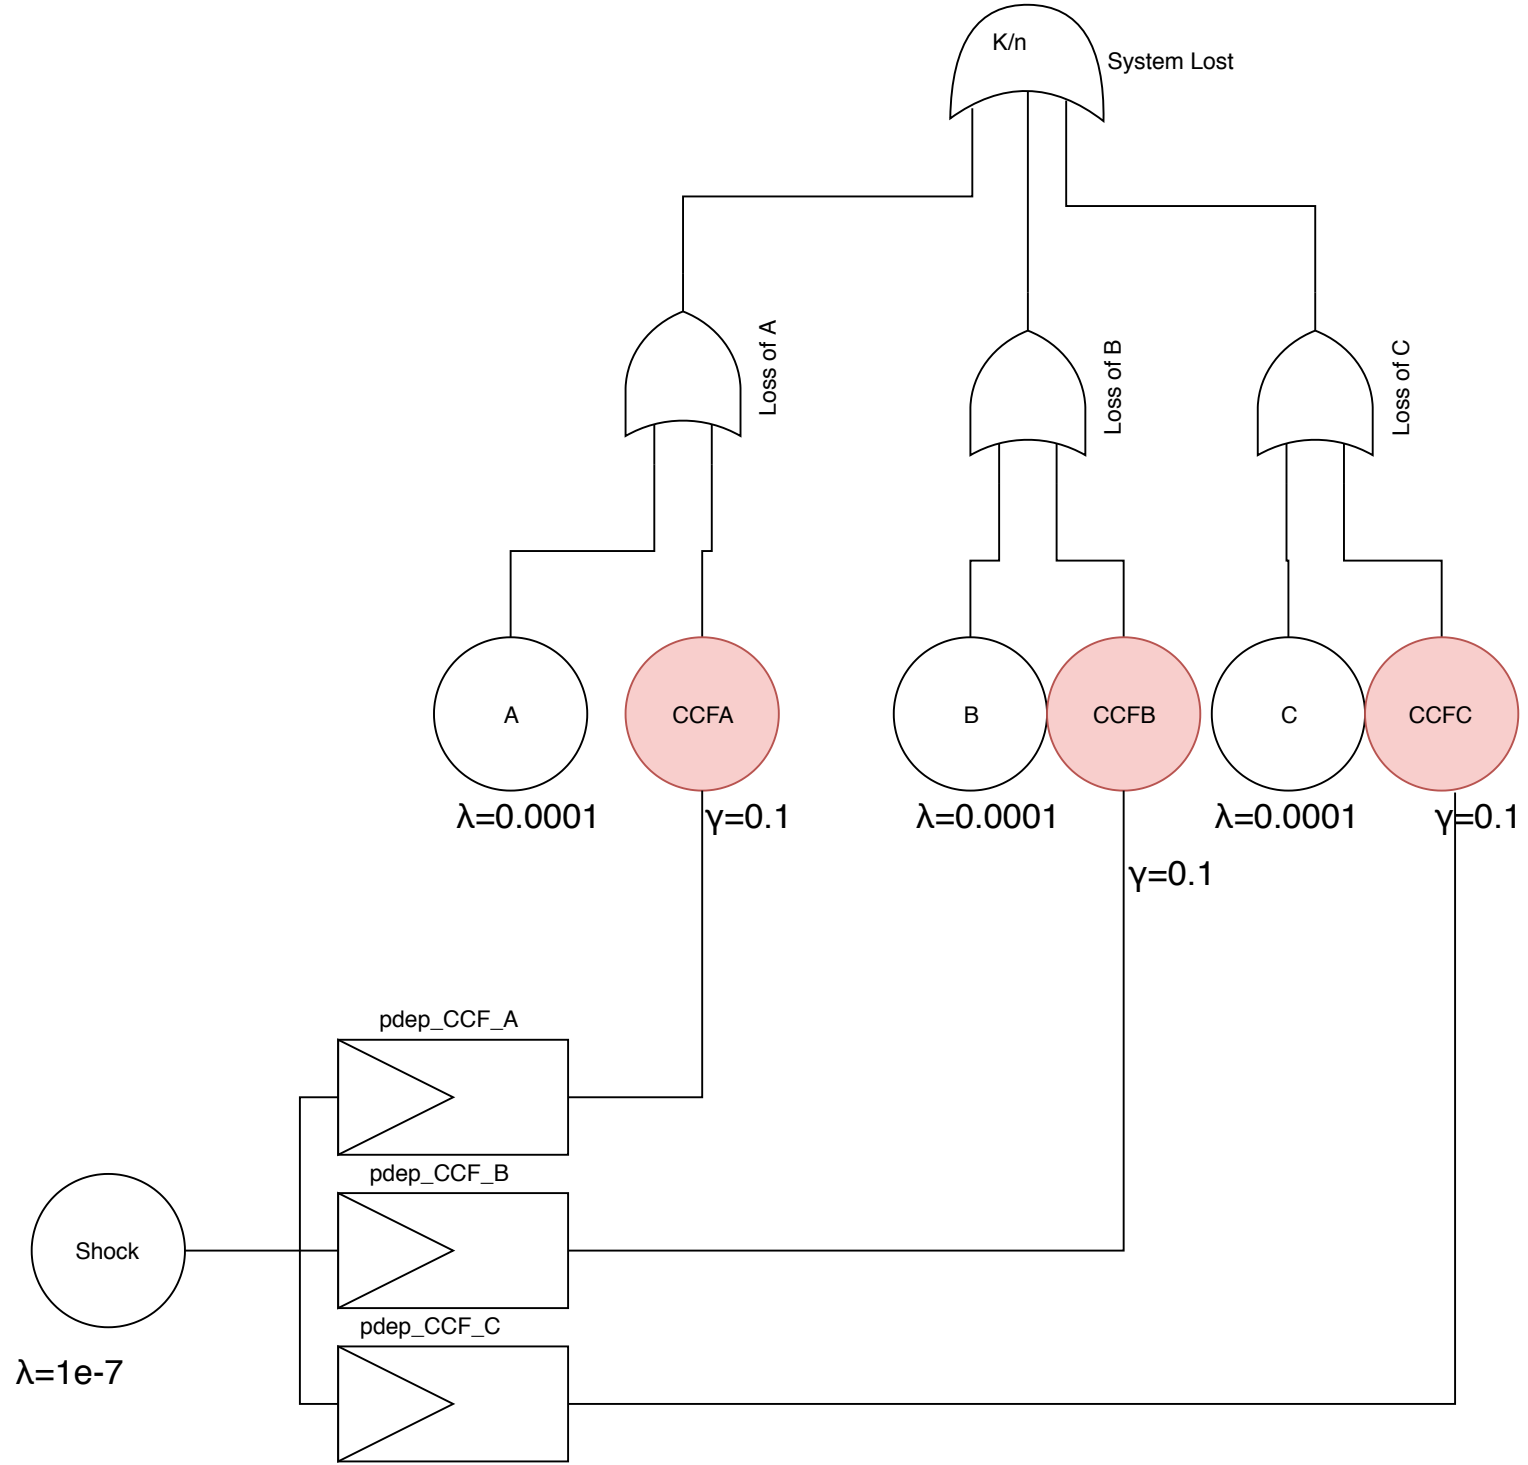 K/n
System Lost
Loss of A
Loss of B
Loss of C
A
CCFA
B
CCFB
C
CCFC
λ=0.0001
γ=0.1
λ=0.0001
λ=0.0001
γ=0.1
γ=0.1
pdep_CCF_A
pdep_CCF_B
Shock
pdep_CCF_C
λ=1e-7